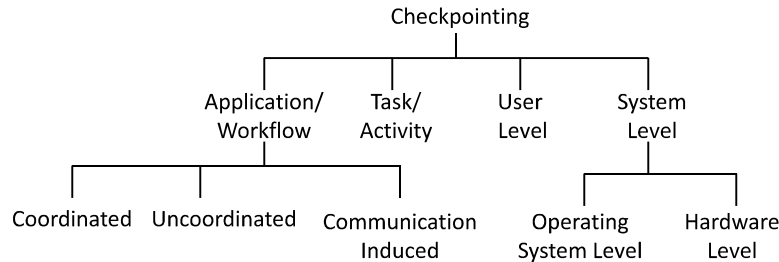 Checkpointing
Application/
Workflow
Task/
Activity
User
Level
System
Level
Coordinated
Uncoordinated
Communication
Induced
Operating
System Level
Hardware
Level